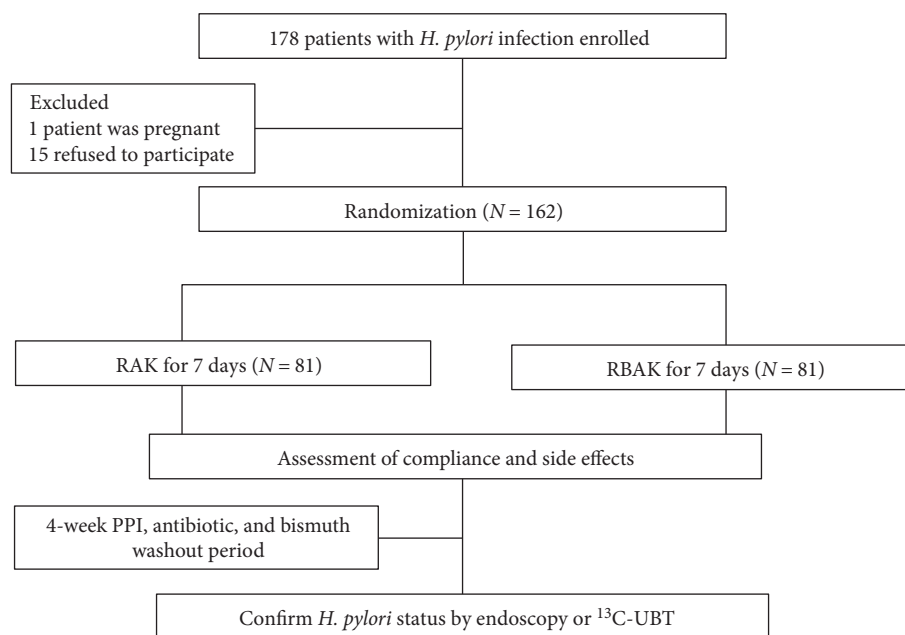 178 patients with H. pylori infection enrolled
Excluded
1 patient was pregnant
15 refused to participate
Randomization (N = 162)
RAK for 7 days (N = 81)
RBAK for 7 days (N = 81)
Assessment of compliance and side effects
4-week PPI, antibiotic, and bismuth
washout period
Confirm H. pylori status by endoscopy or ¹³C-UBT